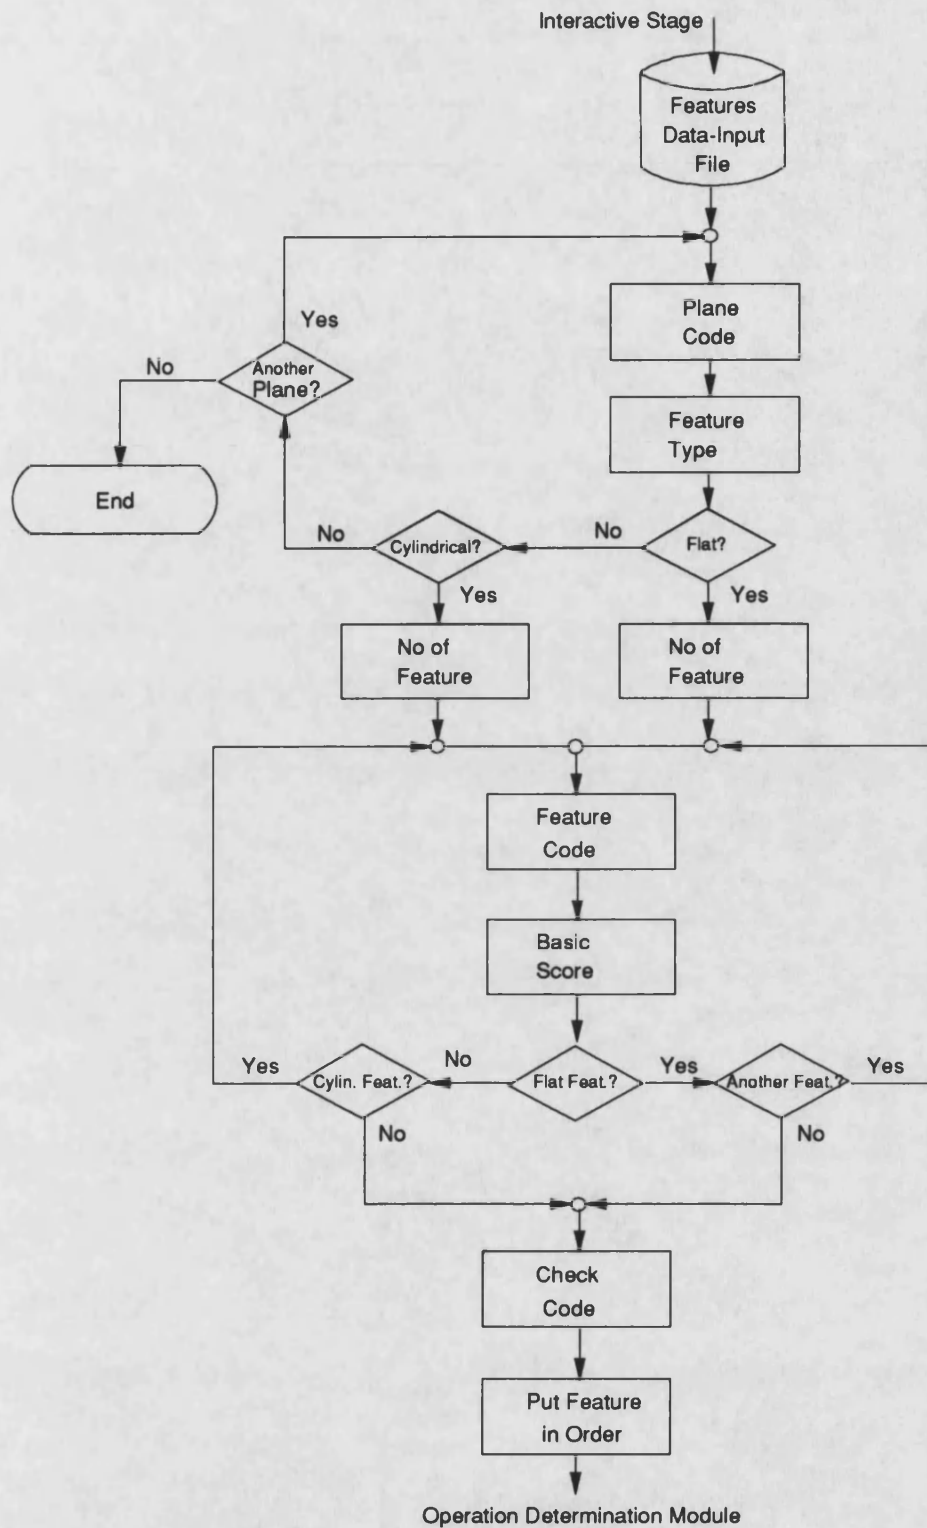 Interactive Stage
Features
Data-Input
File
Plane
Code
Yes
No
Another
Plane?
Feature
Type
End
No
Cylindrical?
No
Flat?
Yes
Yes
No of
Feature
No of
Feature
Feature
Code
Basic
Score
Yes
Cylin. Feat.?
No
Flat Feat.?
Yes
Another Feat.?
Yes
No
No
Check
Code
Put Feature
in Order
Operation Determination Module